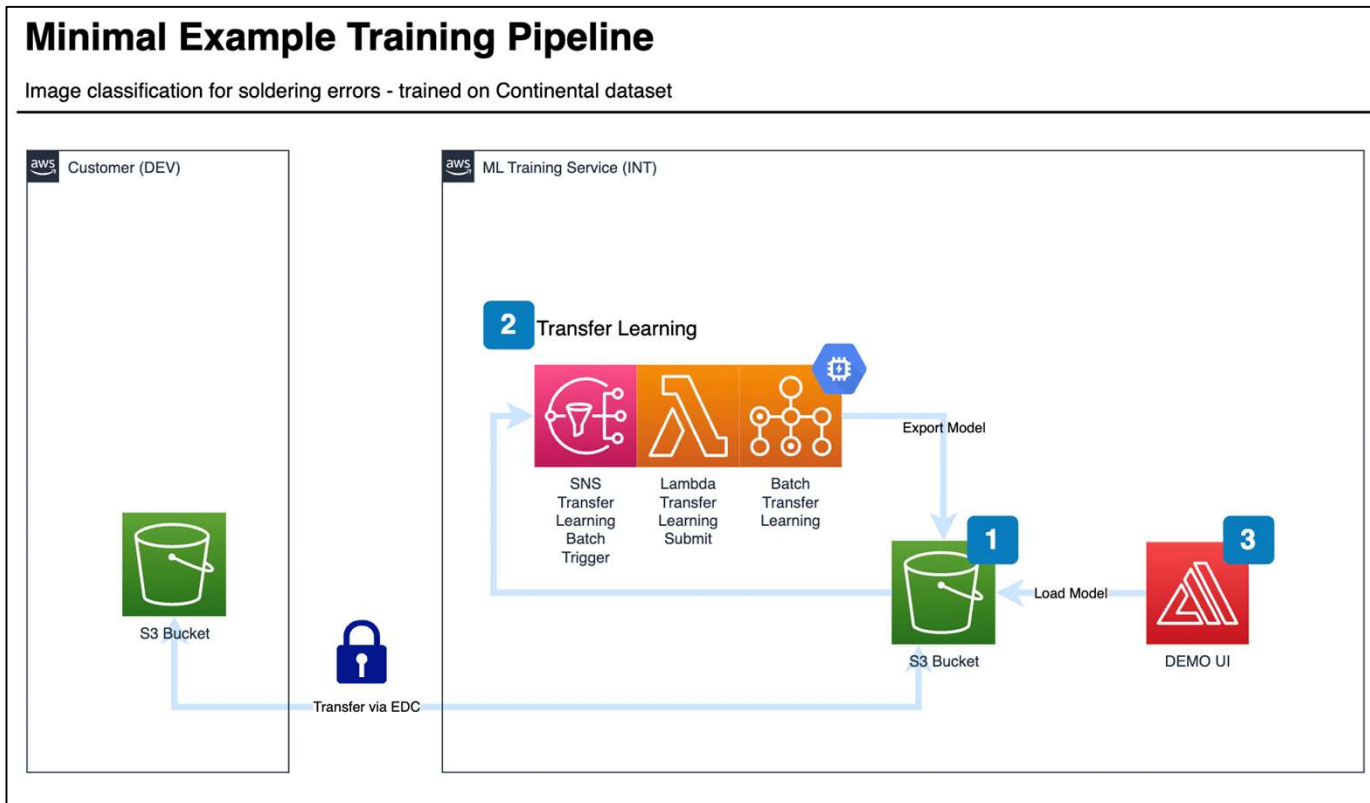 Minimal Example Training Pipeline
Image classification for soldering errors - trained on Continental dataset
aws
Customer (DEV)
aws
ML Training Service (INT)
2
Transfer Learning
SNS
Transfer
Learning
Batch
Trigger
Lambda
Transfer
Learning
Submit
Batch
Transfer
Learning
Export Model
1
3
Load Model
S3 Bucket
S3 Bucket
DEMO UI
Transfer via EDC